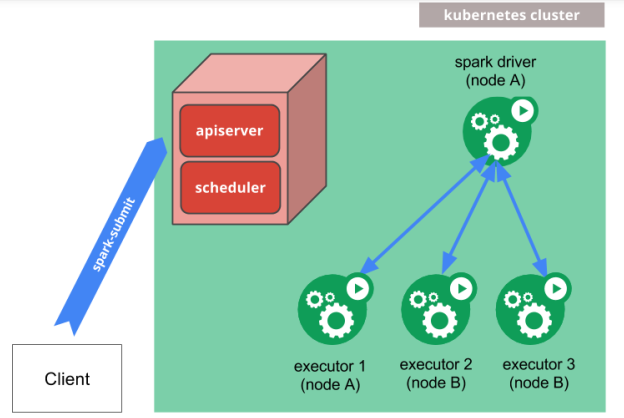 kubernetes cluster
spark driver
(node A)
apiserver
scheduler
spark-submit
executor 1
(node A)
executor 2
(node B)
executor 3
(node B)
Client